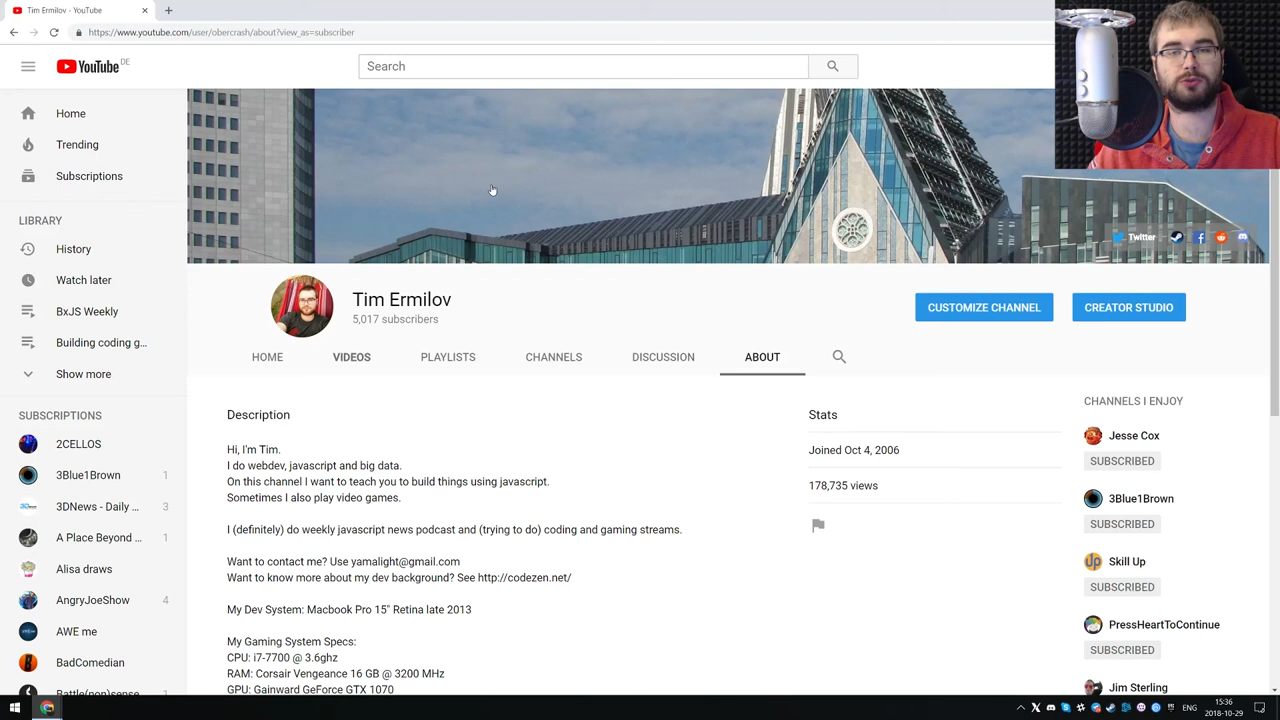 Tim Ermilov - YouTube
https://www.youtube.com/user/obercrash/about?view_as=subscriber
YouTube DE
Search
Home
Trending
Subscriptions
LIBRARY
History
Watch later
BxJS Weekly
Building coding g...
Show more
SUBSCRIPTIONS
2CELLOS
3Blue1Brown 1
3DNews - Daily ... 3
A Place Beyond ... 1
Alisa draws
AngryJoeShow 4
AWE me
BadComedian
Battle(non)sense 1
Twitter
Tim Ermilov
5,017 subscribers
CUSTOMIZE CHANNEL
CREATOR STUDIO
HOME VIDEOS PLAYLISTS CHANNELS DISCUSSION ABOUT
Description
Hi, I'm Tim.
I do webdev, javascript and big data.
On this channel I want to teach you to build things using javascript.
Sometimes I also play video games.
I (definitely) do weekly javascript news podcast and (trying to do) coding and gaming streams.
Want to contact me? Use yamalight@gmail.com
Want to know more about my dev background? See http://codezen.net/
My Dev System: Macbook Pro 15" Retina late 2013
My Gaming System Specs:
CPU: i7-7700 @ 3.6ghz
RAM: Corsair Vengeance 16 GB @ 3200 MHz
GPU: Gainward GeForce GTX 1070
Stats
Joined Oct 4, 2006
178,735 views
CHANNELS I ENJOY
Jesse Cox
SUBSCRIBED
3Blue1Brown
SUBSCRIBED
Skill Up
SUBSCRIBED
PressHeartToContinue
SUBSCRIBED
Jim Sterling
ENG
15:36
2018-10-29